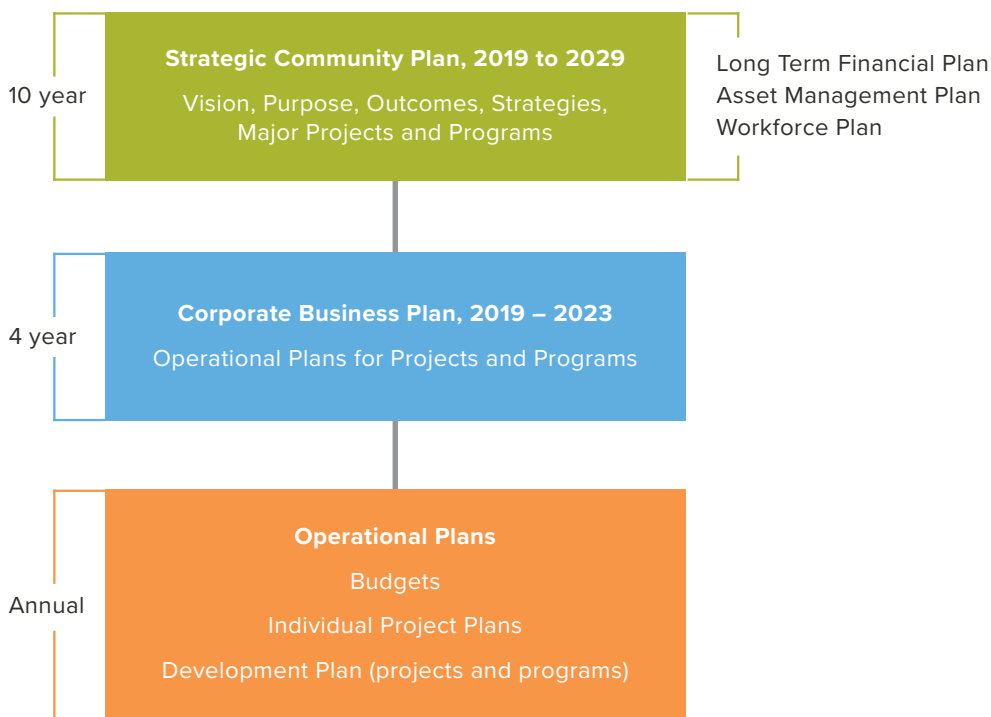 10 year
Strategic Community Plan, 2019 to 2029
Vision, Purpose, Outcomes, Strategies,
Major Projects and Programs
Long Term Financial Plan
Asset Management Plan
Workforce Plan
4 year
Corporate Business Plan, 2019 – 2023
Operational Plans for Projects and Programs
Annual
Operational Plans
Budgets
Individual Project Plans
Development Plan (projects and programs)